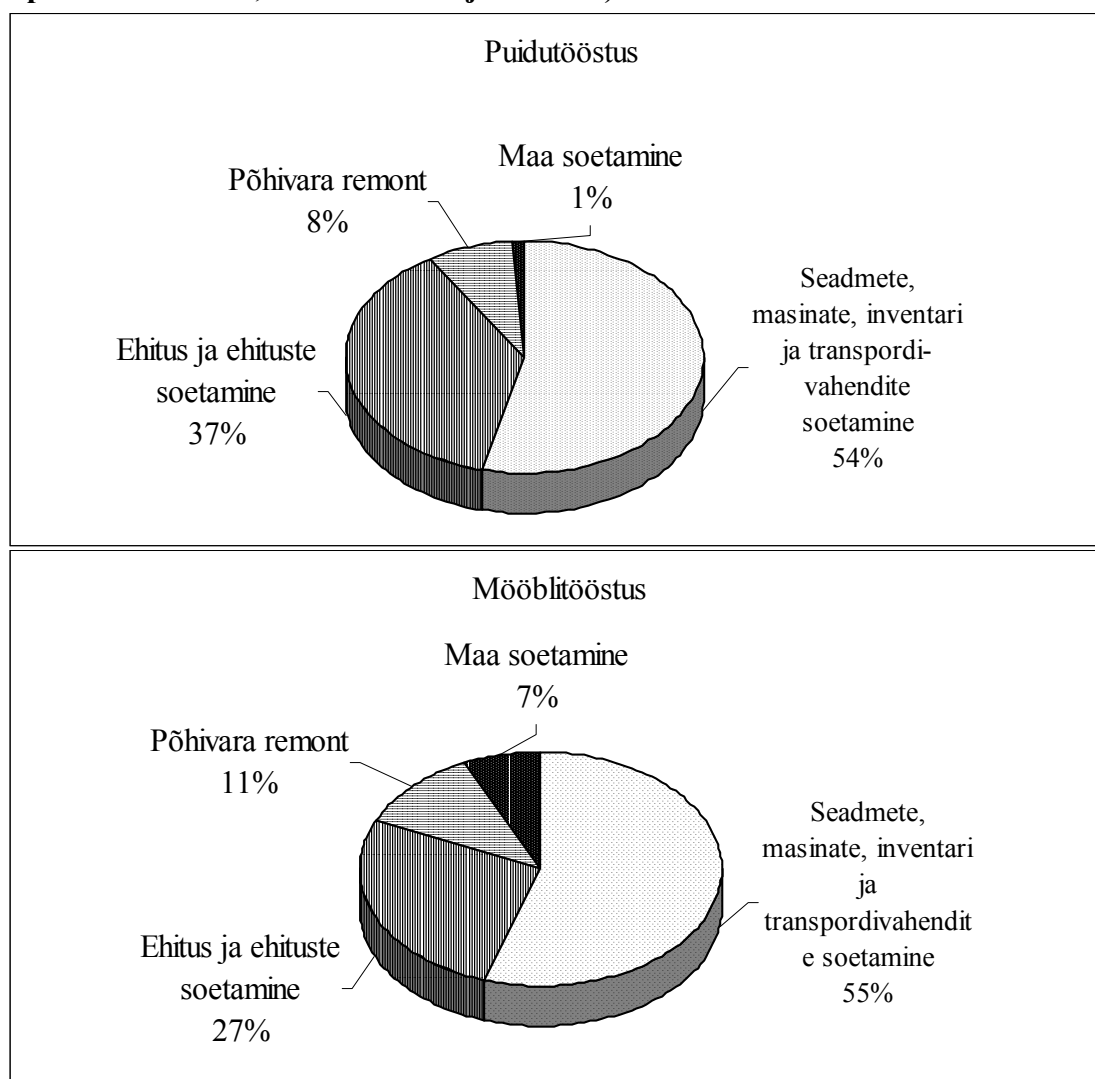 Puidutööstus
Maa soetamine
1%
Põhivara remont
8%
Seadmete,
masinate, inventari
ja transpordi-
vahendite
soetamine
54%
Ehitus ja ehituste
soetamine
37%
Mööblitööstus
Maa soetamine
7%
Põhivara remont
11%
Seadmete,
masinate, inventari
ja
transpordivahendit
e soetamine
55%
Ehitus ja ehituste
soetamine
27%